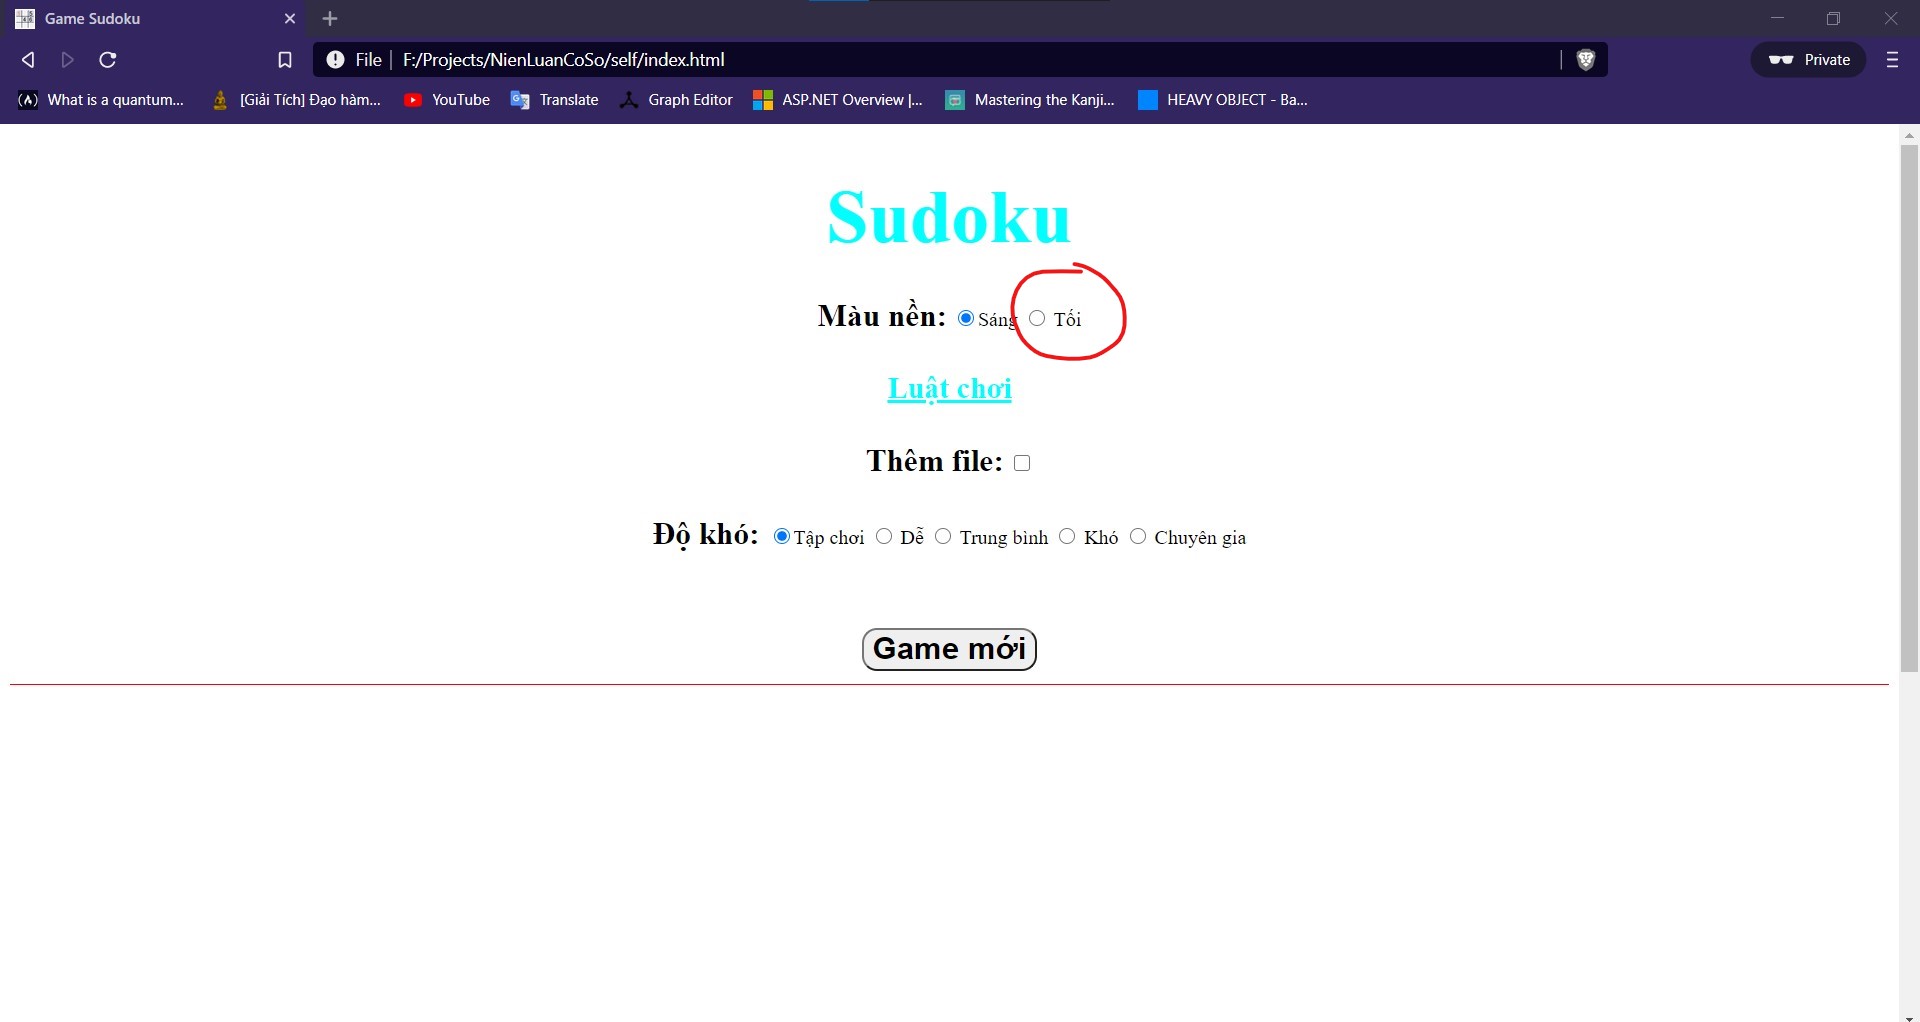 Game Sudoku
File F:/Projects/NienLuanCoSo/self/index.html Private
What is a quantum... [Giải Tích] Đạo hàm... YouTube Translate Graph Editor ASP.NET Overview |... Mastering the Kanji... HEAVY OBJECT - Ba...
Sudoku
Màu nền: Sáng Tối
Luật chơi
Thêm file:
Độ khó: Tập chơi Dễ Trung bình Khó Chuyên gia
Game mới